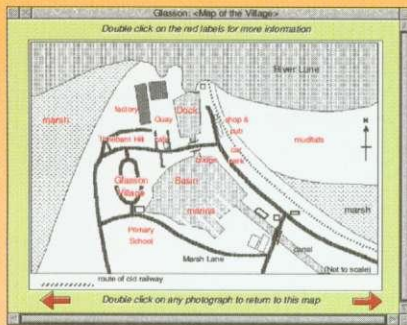 Glasson: <Map of the Village>
Double click on the red labels for more information
River Lune
factory
Dock
shop &
pub
marsh
Quay
Tithebarn Hill
cafe
mudflats
car
park
N
bridge
Glasson
Village
Basin
marina
marsh
Primary
School
canal
Marsh Lane
(Not to scale)
route of old railway
Double click on any photograph to return to this map